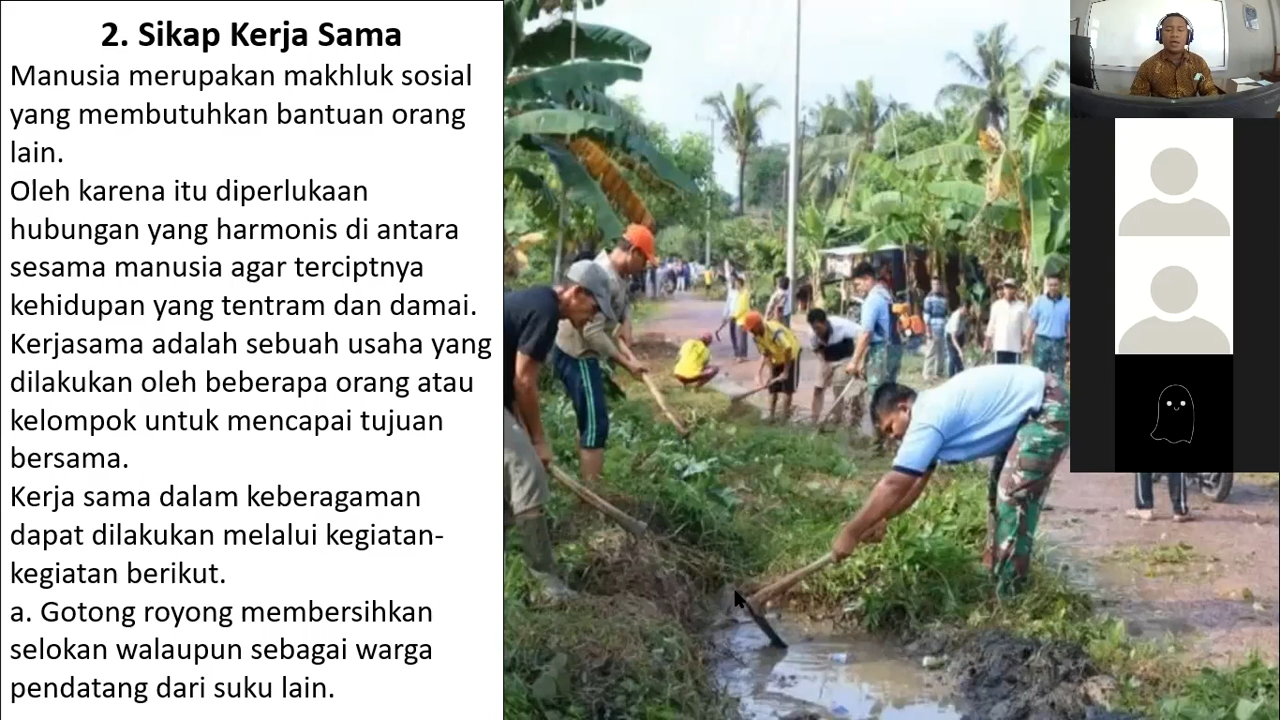 2. Sikap Kerja Sama
Manusia merupakan makhluk sosial
yang membutuhkan bantuan orang
lain.
Oleh karena itu diperlukaan
hubungan yang harmonis di antara
sesama manusia agar terciptnya
kehidupan yang tentram dan damai.
Kerjasama adalah sebuah usaha yang
dilakukan oleh beberapa orang atau
kelompok untuk mencapai tujuan
bersama.
Kerja sama dalam keberagaman
dapat dilakukan melalui kegiatan-
kegiatan berikut.
a. Gotong royong membersihkan
selokan walaupun sebagai warga
pendatang dari suku lain.